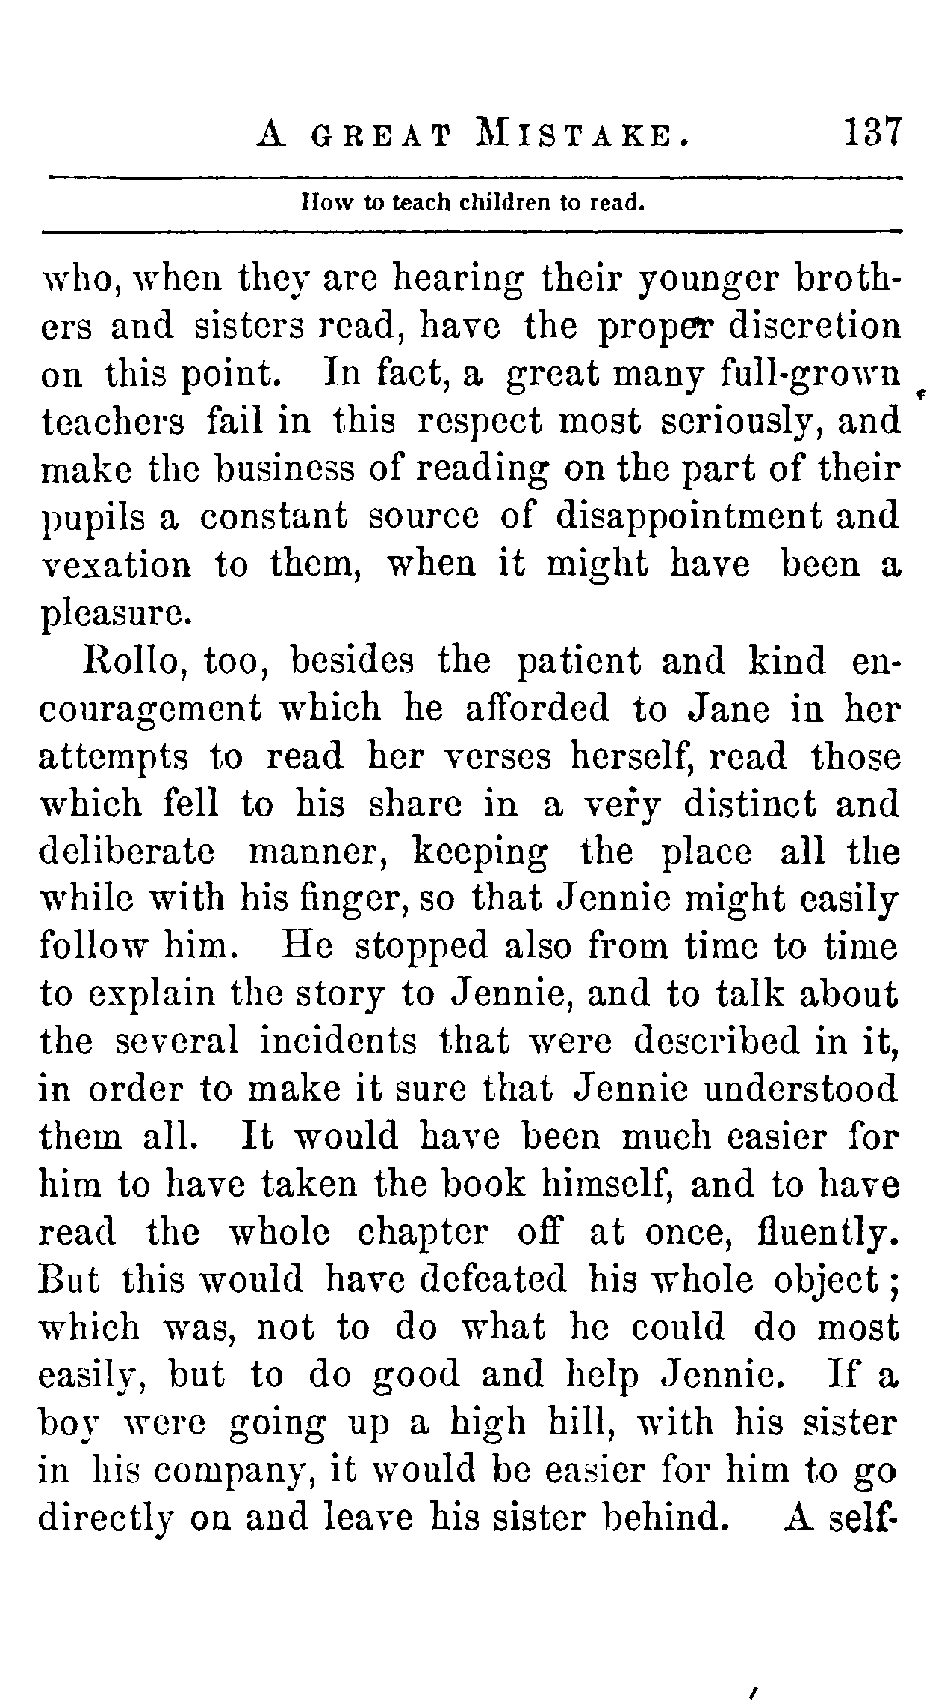 A GREAT MISTAKE. 137
How to teach children to read.
who, when they are hearing their younger broth-
ers and sisters read, have the proper discretion
on this point. In fact, a great many full-grown
teachers fail in this respect most seriously, and
make the business of reading on the part of their
pupils a constant source of disappointment and
vexation to them, when it might have been a
pleasure.
Rollo, too, besides the patient and kind en-
couragement which he afforded to Jane in her
attempts to read her verses herself, read those
which fell to his share in a very distinct and
deliberate manner, keeping the place all the
while with his finger, so that Jennie might easily
follow him. He stopped also from time to time
to explain the story to Jennie, and to talk about
the several incidents that were described in it,
in order to make it sure that Jennie understood
them all. It would have been much easier for
him to have taken the book himself, and to have
read the whole chapter off at once, fluently.
But this would have defeated his whole object;
which was, not to do what he could do most
easily, but to do good and help Jennie. If a
boy were going up a high hill, with his sister
in his company, it would be easier for him to go
directly on and leave his sister behind. A self-